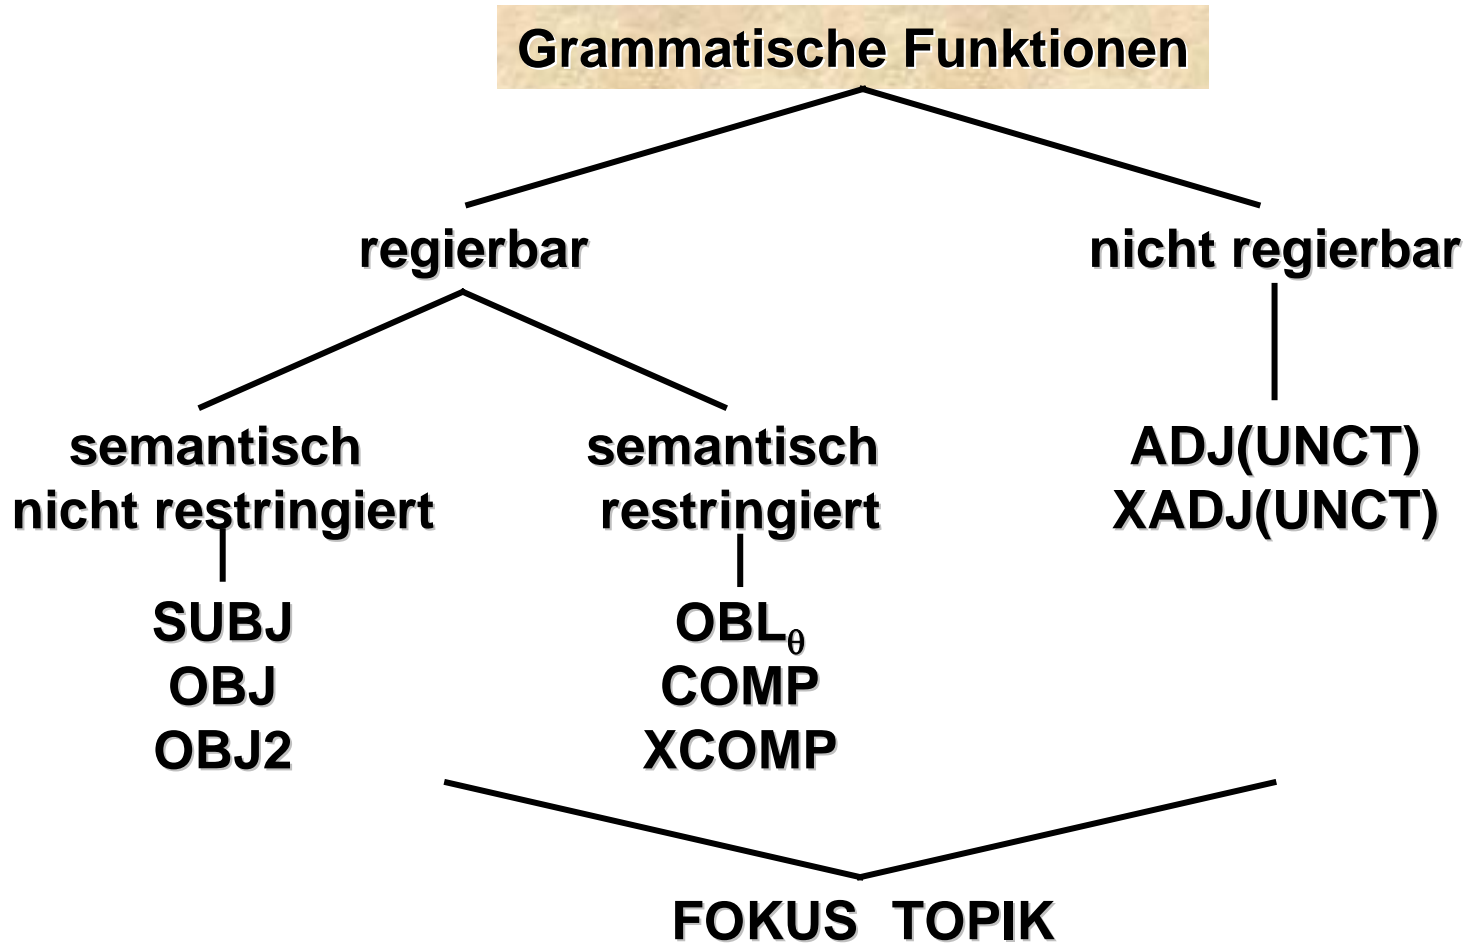 Grammatische Funktionen
regierbar
nicht regierbar
semantisch
nicht restringiert
semantisch
restringiert
ADJ(UNCT)
XADJ(UNCT)
SUBJ
OBJ
OBJ2
OBLθ
COMP
XCOMP
FOKUS TOPIK